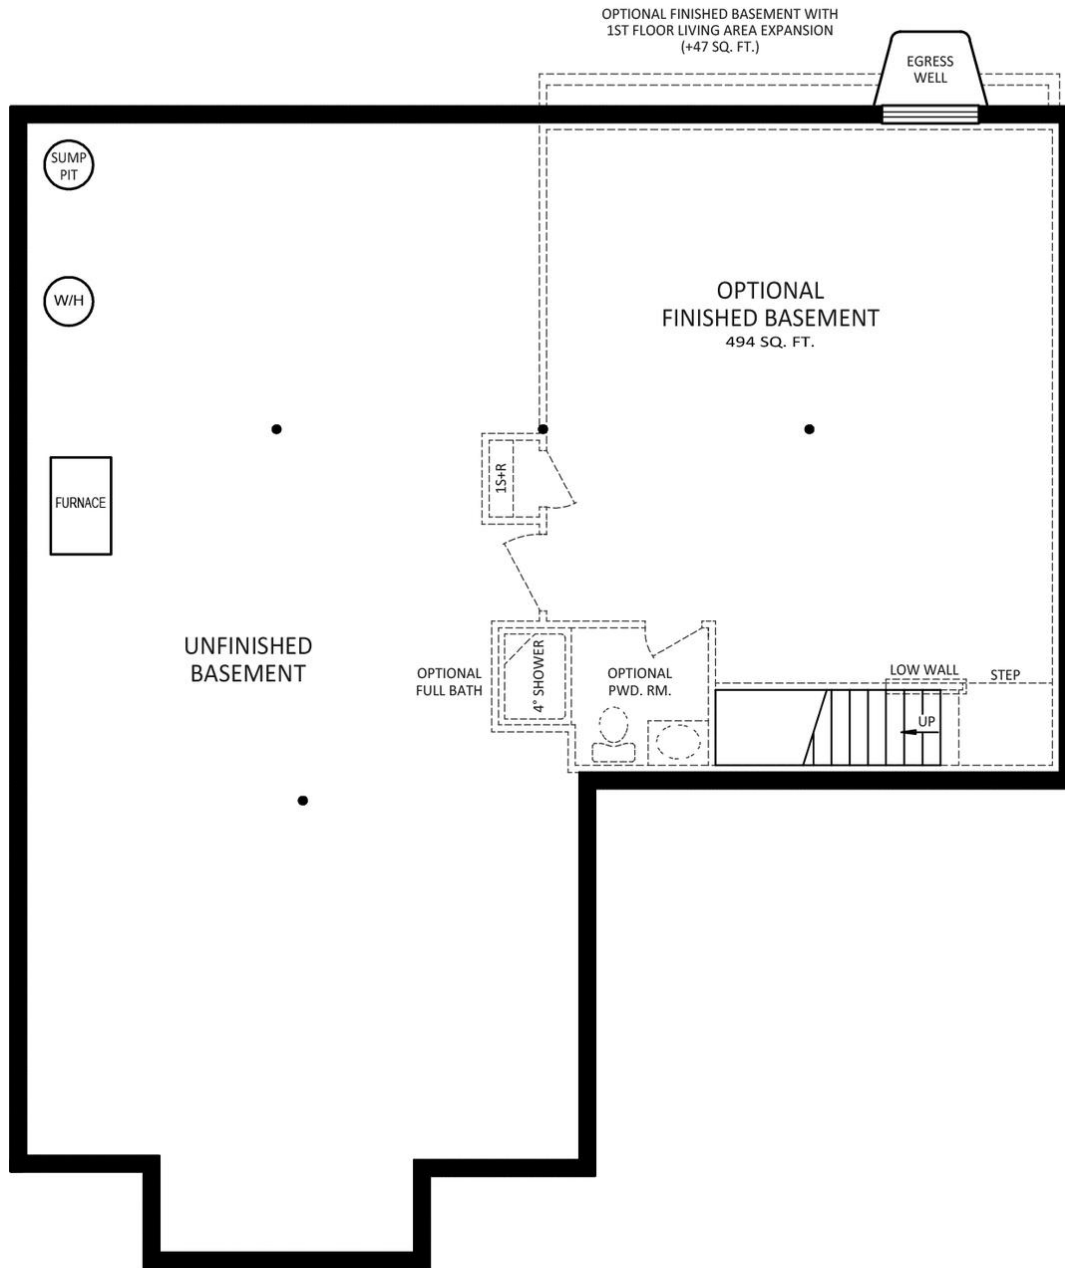 OPTIONAL FINISHED BASEMENT WITH
1ST FLOOR LIVING AREA EXPANSION
(+47 SQ. FT.)
EGRESS
WELL
SUMP
PIT
W/H
OPTIONAL
FINISHED BASEMENT
494 SQ. FT.
1S+R
FURNACE
UNFINISHED
BASEMENT
OPTIONAL
FULL BATH
4° SHOWER
OPTIONAL
PWD. RM.
LOW WALL
STEP
UP